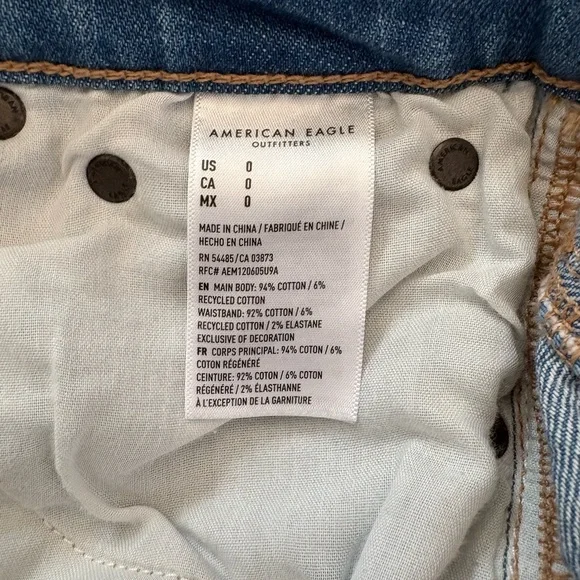 AMERICAN EAGLE
OUTFITTERS
US 0
CA 0
MX 0
MADE IN CHINA / FABRIQUÉ EN CHINE /
HECHO EN CHINA
RN 54485/CA 03873
RFC# AEM120605U9A
EN MAIN BODY: 94% COTTON / 6%
RECYCLED COTTON
WAISTBAND: 92% COTTON / 6%
RECYCLED COTTON / 2% ELASTANE
EXCLUSIVE OF DECORATION
FR CORPS PRINCIPAL: 94% COTON / 6%
COTON RÉGÉNÉRÉ
CEINTURE: 92% COTON / 6% COTON
RÉGÉNÉRÉ / 2% ÉLASTHANNE
À L'EXCEPTION DE LA GARNITURE
AMERICAN
EAGLE